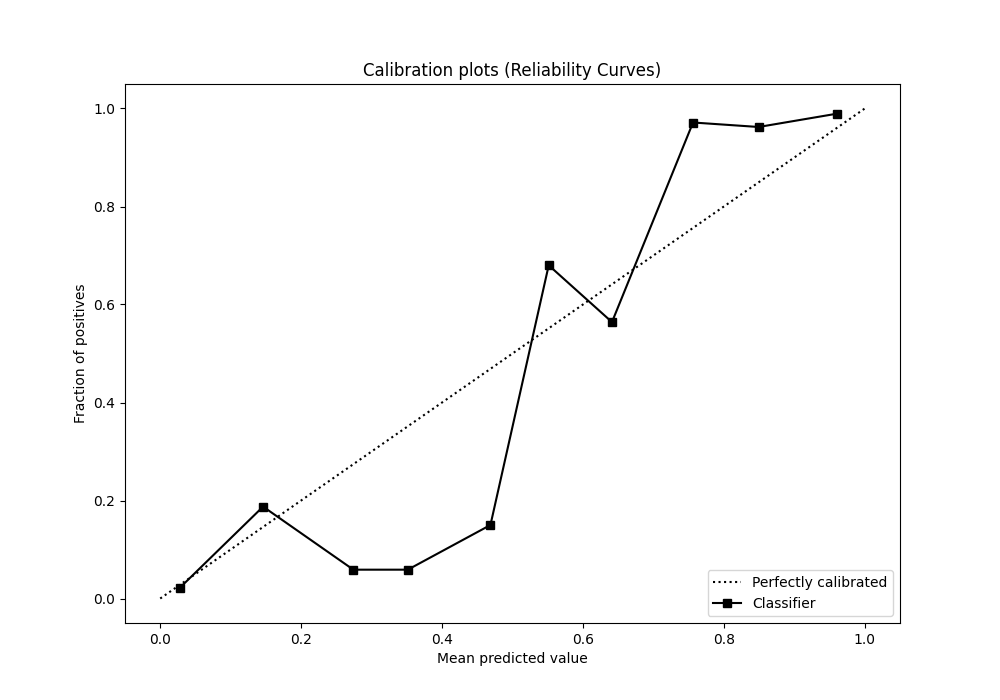 Calibration plots (Reliability Curves)
1.0
0.8
0.6
0.4
0.2
0.0
Fraction of positives
Perfectly calibrated
Classifier
0.0 0.2 0.4 0.6 0.8 1.0
Mean predicted value